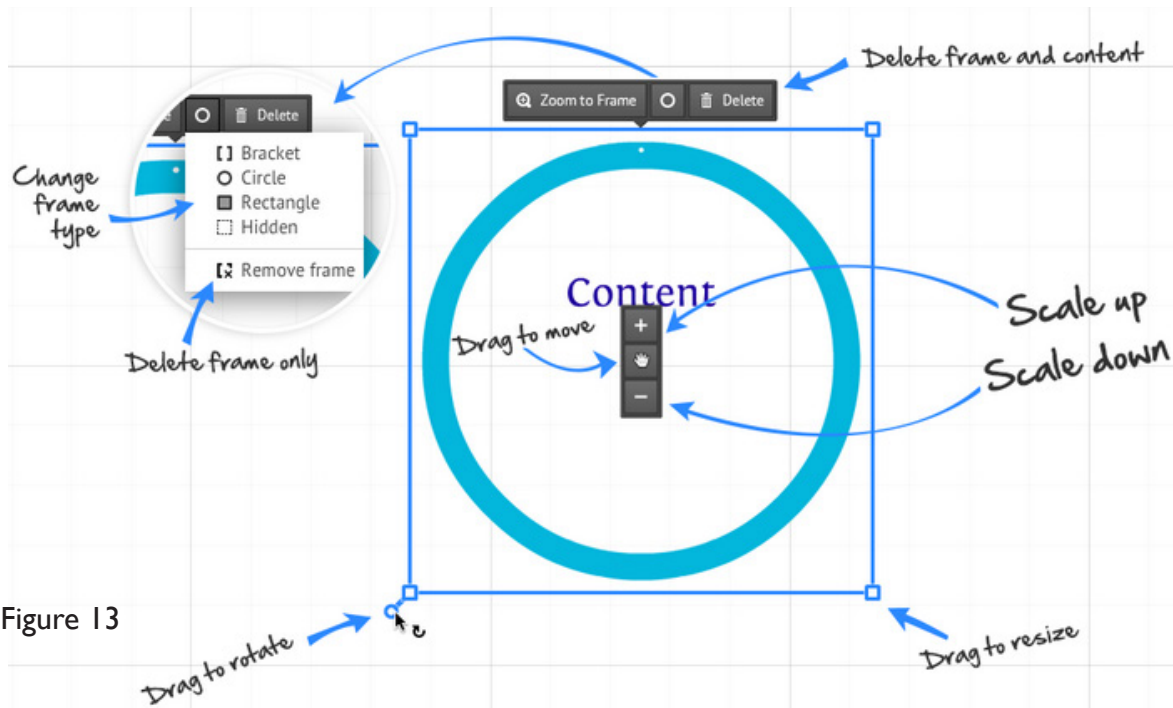 Delete frame and content
Zoom to Frame
Delete
Delete
Bracket
Circle
Rectangle
Hidden
Remove frame
Change
frame
type
Delete frame only
Content
Drag to move
Scale up
Scale down
Figure 13
Drag to rotate
Drag to resize